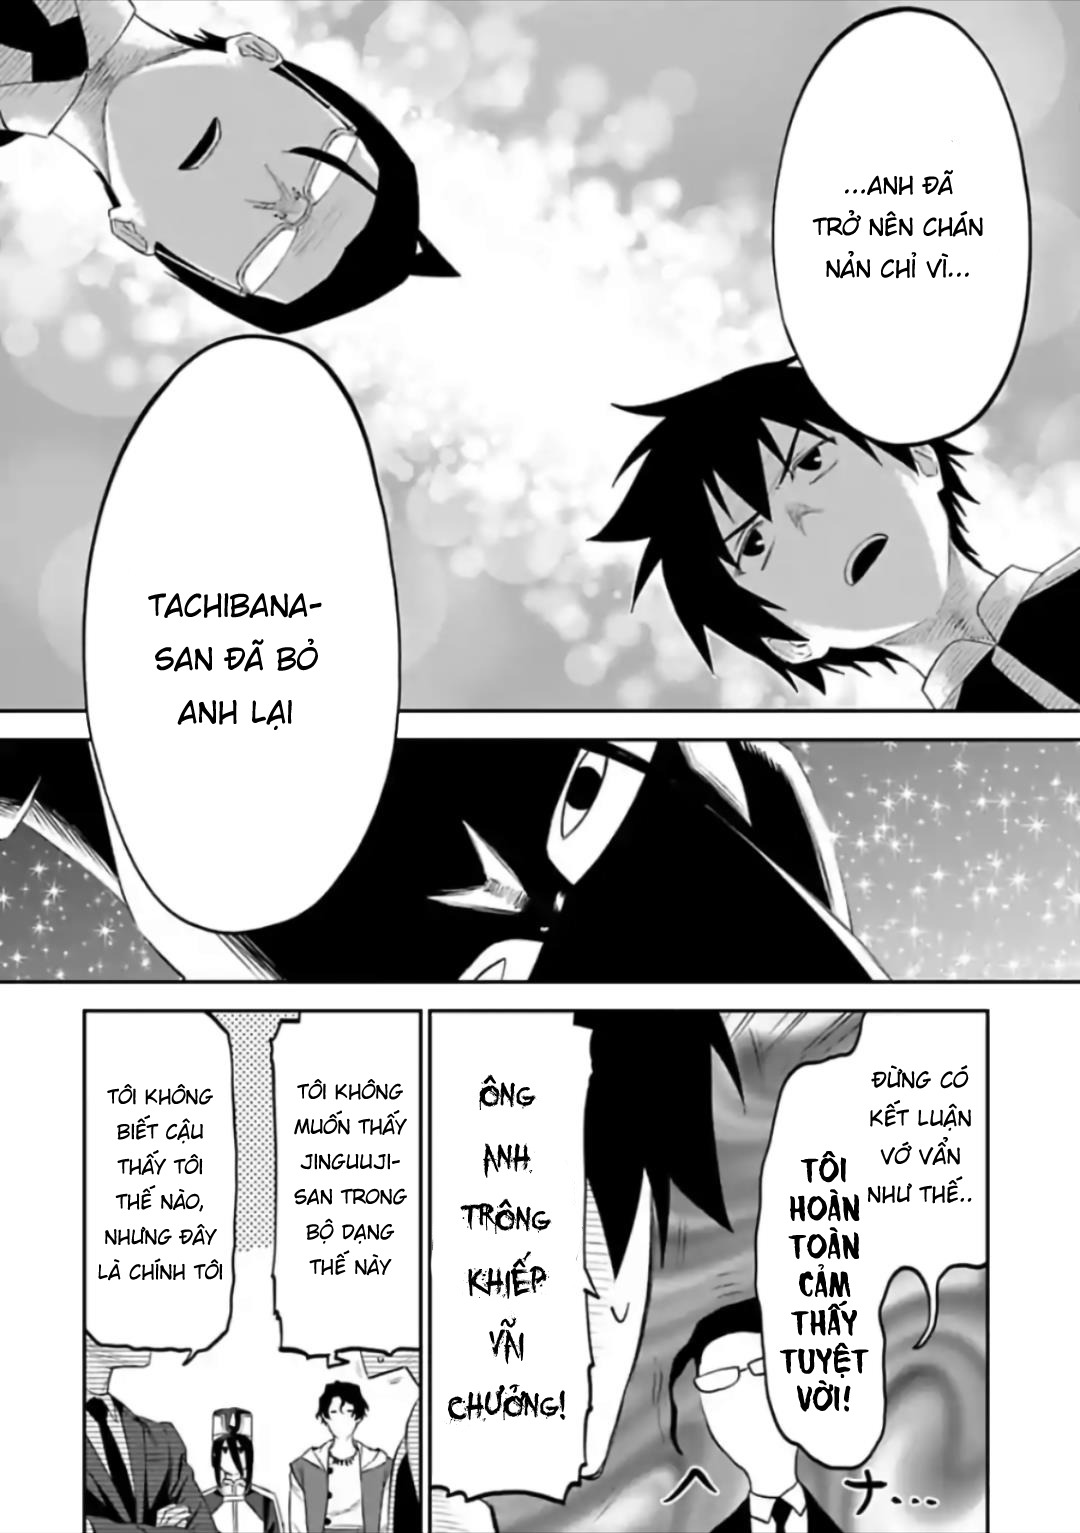 ...ANH ĐÃ
TRỞ NÊN CHÁN
NẢN CHỈ VÌ...
TACHIBANA-
SAN ĐÃ BỎ
ANH LẠI
ĐỪNG CÓ
KẾT LUẬN
VỚ VẨN
NHƯ THẾ..
TÔI
HOÀN
TOÀN
CẢM
THẤY
TUYỆT
VỜI!
ÔNG
ANH
TRÔNG
KHIẾP
VÃI
CHƯỞNG!
ヘ
ナ...
TÔI KHÔNG
MUỐN THẤY
JINGUUJI-
SAN TRONG
BỘ DẠNG
THẾ NÀY
TÔI KHÔNG
BIẾT CẬU
THẤY TÔI
THẾ NÀO,
NHƯNG ĐÂY
LÀ CHÍNH TÔI